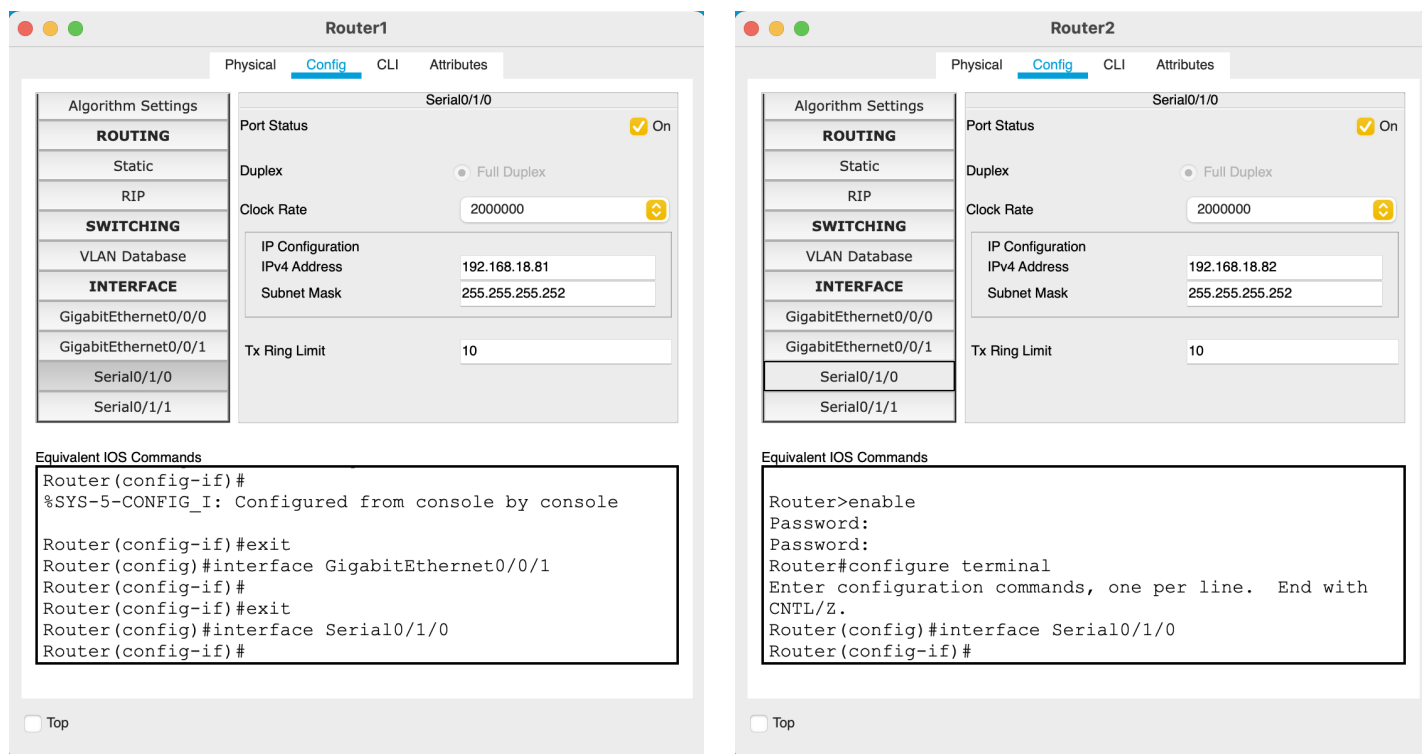 Router1
Physical Config CLI Attributes
Algorithm Settings
ROUTING
Static
RIP
SWITCHING
VLAN Database
INTERFACE
GigabitEthernet0/0/0
GigabitEthernet0/0/1
Serial0/1/0
Serial0/1/1
Serial0/1/0
Port Status On
Duplex Full Duplex
Clock Rate 2000000
IP Configuration
IPv4 Address 192.168.18.81
Subnet Mask 255.255.255.252
Tx Ring Limit 10
Equivalent IOS Commands
Router(config-if)#
%SYS-5-CONFIG_I: Configured from console by console
Router(config-if)#exit
Router(config)#interface GigabitEthernet0/0/1
Router(config-if)#
Router(config-if)#exit
Router(config)#interface Serial0/1/0
Router(config-if)#
Top
Router2
Physical Config CLI Attributes
Algorithm Settings
ROUTING
Static
RIP
SWITCHING
VLAN Database
INTERFACE
GigabitEthernet0/0/0
GigabitEthernet0/0/1
Serial0/1/0
Serial0/1/1
Serial0/1/0
Port Status On
Duplex Full Duplex
Clock Rate 2000000
IP Configuration
IPv4 Address 192.168.18.82
Subnet Mask 255.255.255.252
Tx Ring Limit 10
Equivalent IOS Commands
Router>enable
Password:
Password:
Router#configure terminal
Enter configuration commands, one per line. End with
CNTL/Z.
Router(config)#interface Serial0/1/0
Router(config-if)#
Top